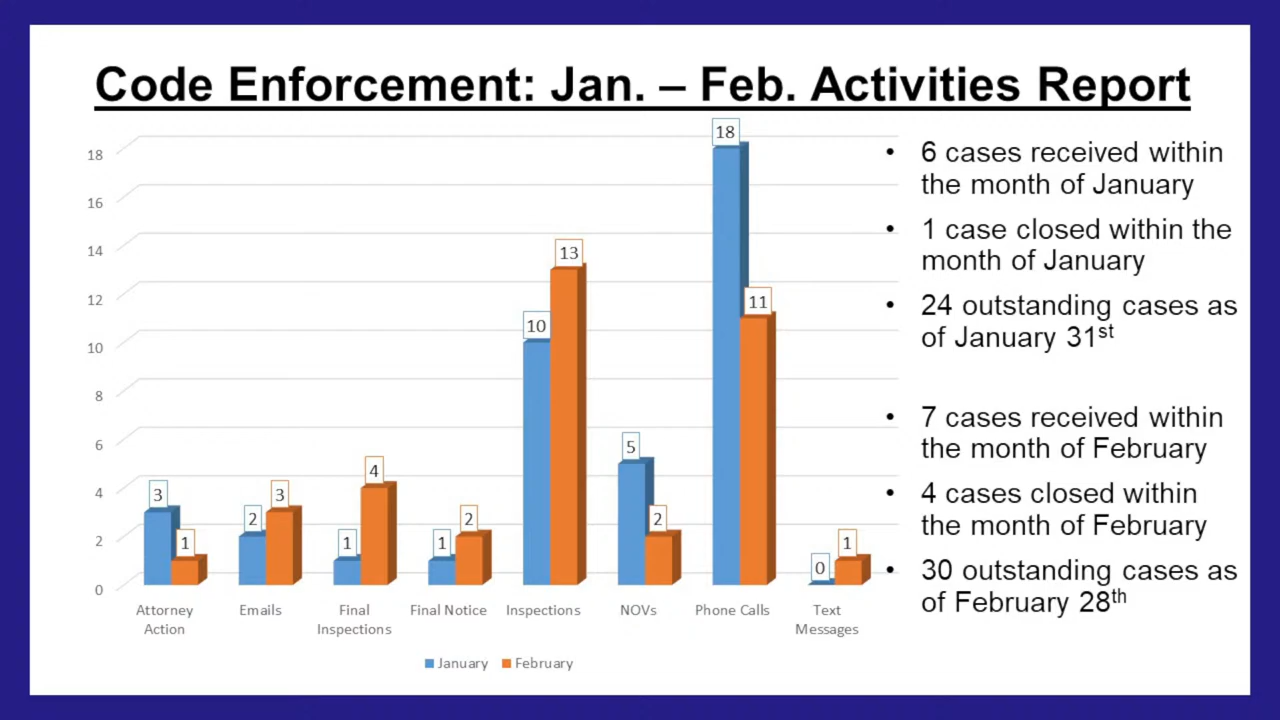 Code Enforcement: Jan. – Feb. Activities Report
18
16
14
12
10
8
6
4
2
0
3
1
2
3
1
4
1
2
10
13
5
2
18
11
0
1
Attorney
Action
Emails
Final
Inspections
Final Notice
Inspections
NOVs
Phone Calls
Text
Messages
January
February
• 6 cases received within
the month of January
• 1 case closed within the
month of January
• 24 outstanding cases as
of January 31st
• 7 cases received within
the month of February
• 4 cases closed within
the month of February
• 30 outstanding cases as
of February 28th